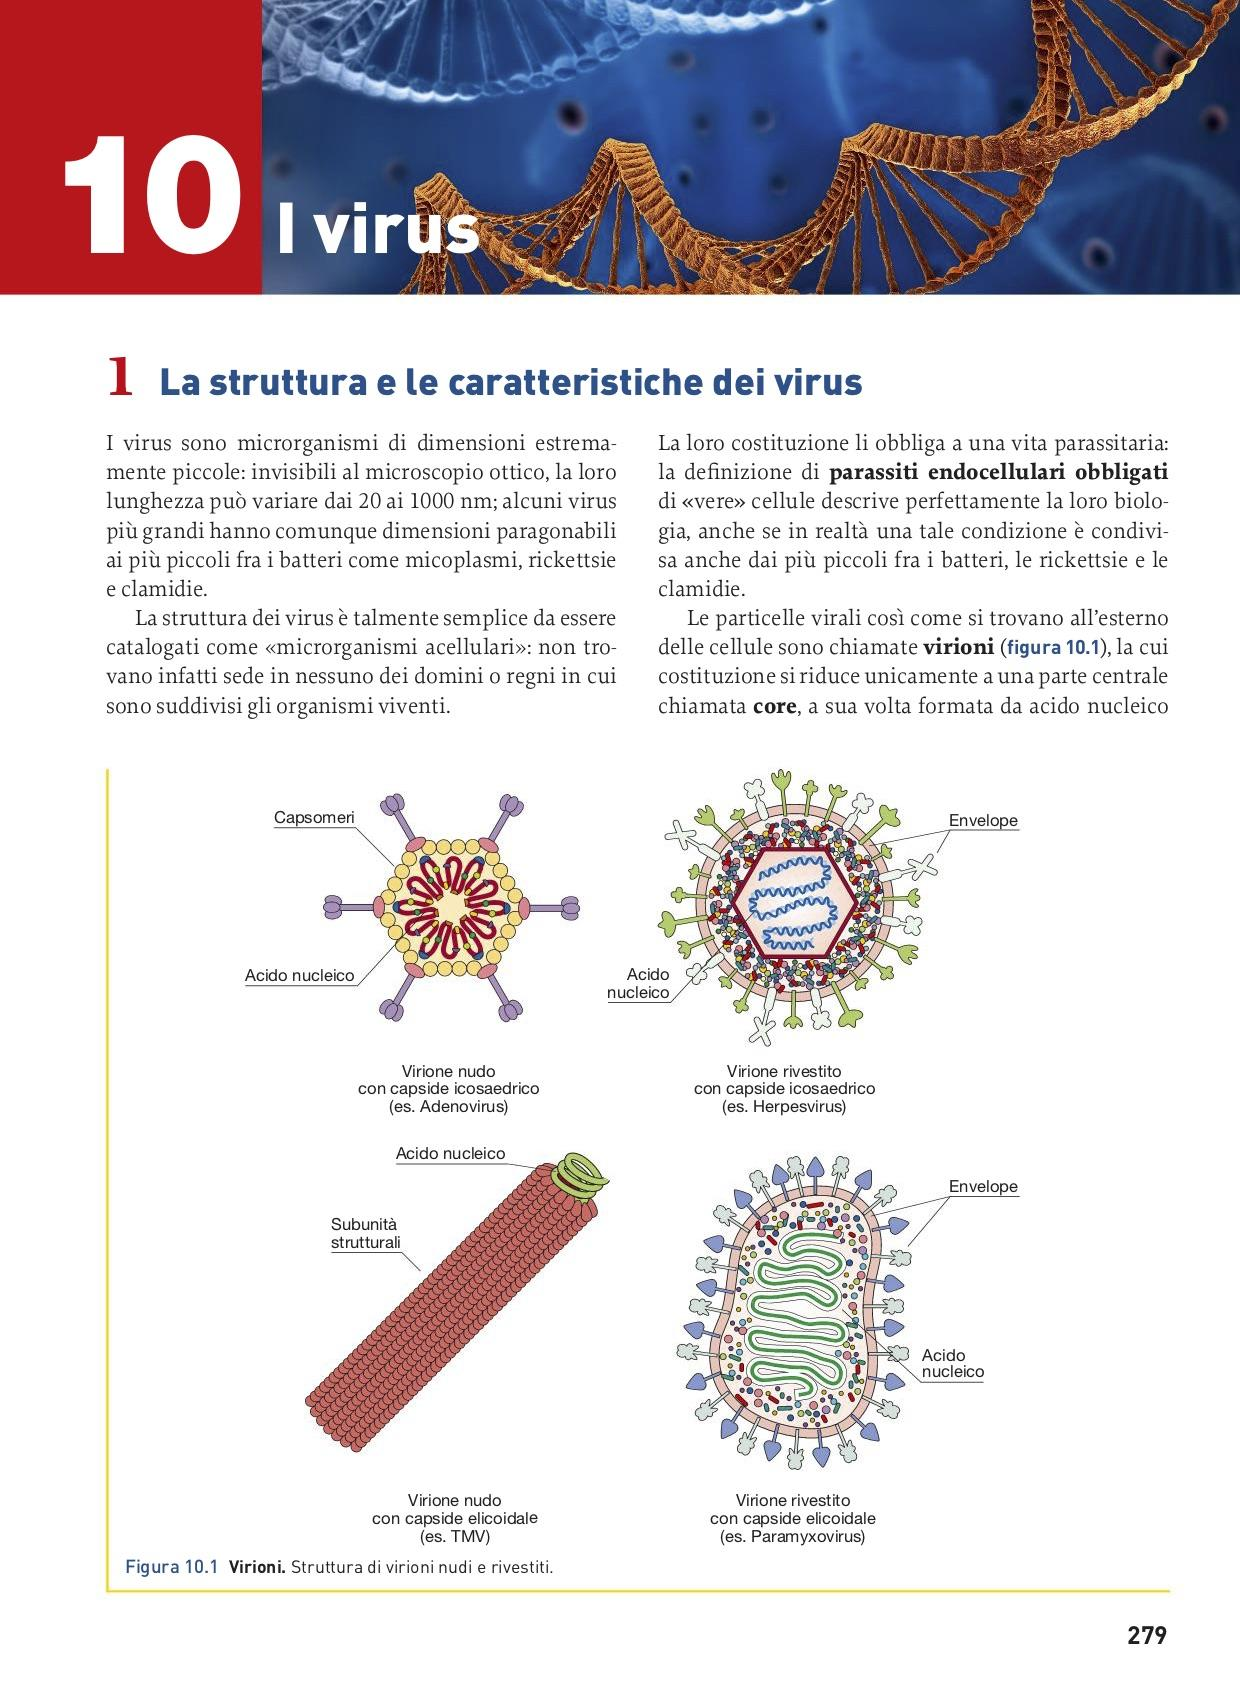 10
I virus
1 La struttura e le caratteristiche dei virus
I virus sono microrganismi di dimensioni estrema-
mente piccole: invisibili al microscopio ottico, la loro
lunghezza può variare dai 20 ai 1000 nm; alcuni virus
più grandi hanno comunque dimensioni paragonabili
ai più piccoli fra i batteri come micoplasmi, rickettsie
e clamidie.
La struttura dei virus è talmente semplice da essere
catalogati come «microrganismi acellulari»: non tro-
vano infatti sede in nessuno dei domini o regni in cui
sono suddivisi gli organismi viventi.
La loro costituzione li obbliga a una vita parassitaria:
la definizione di parassiti endocellulari obbligati
di «vere» cellule descrive perfettamente la loro biolo-
gia, anche se in realtà una tale condizione è condivi-
sa anche dai più piccoli fra i batteri, le rickettsie e le
clamidie.
Le particelle virali così come si trovano all'esterno
delle cellule sono chiamate virioni (figura 10.1), la cui
costituzione si riduce unicamente a una parte centrale
chiamata core, a sua volta formata da acido nucleico
Capsomeri
Acido nucleico
Virione nudo
con capside icosaedrico
(es. Adenovirus)
Envelope
Acido
nucleico
Virione rivestito
con capside icosaedrico
(es. Herpesvirus)
Acido nucleico
Subunità
strutturali
Virione nudo
con capside elicoidale
(es. TMV)
Envelope
Acido
nucleico
Virione rivestito
con capside elicoidale
(es. Paramyxovirus)
Figura 10.1 Virioni. Struttura di virioni nudi e rivestiti.
279